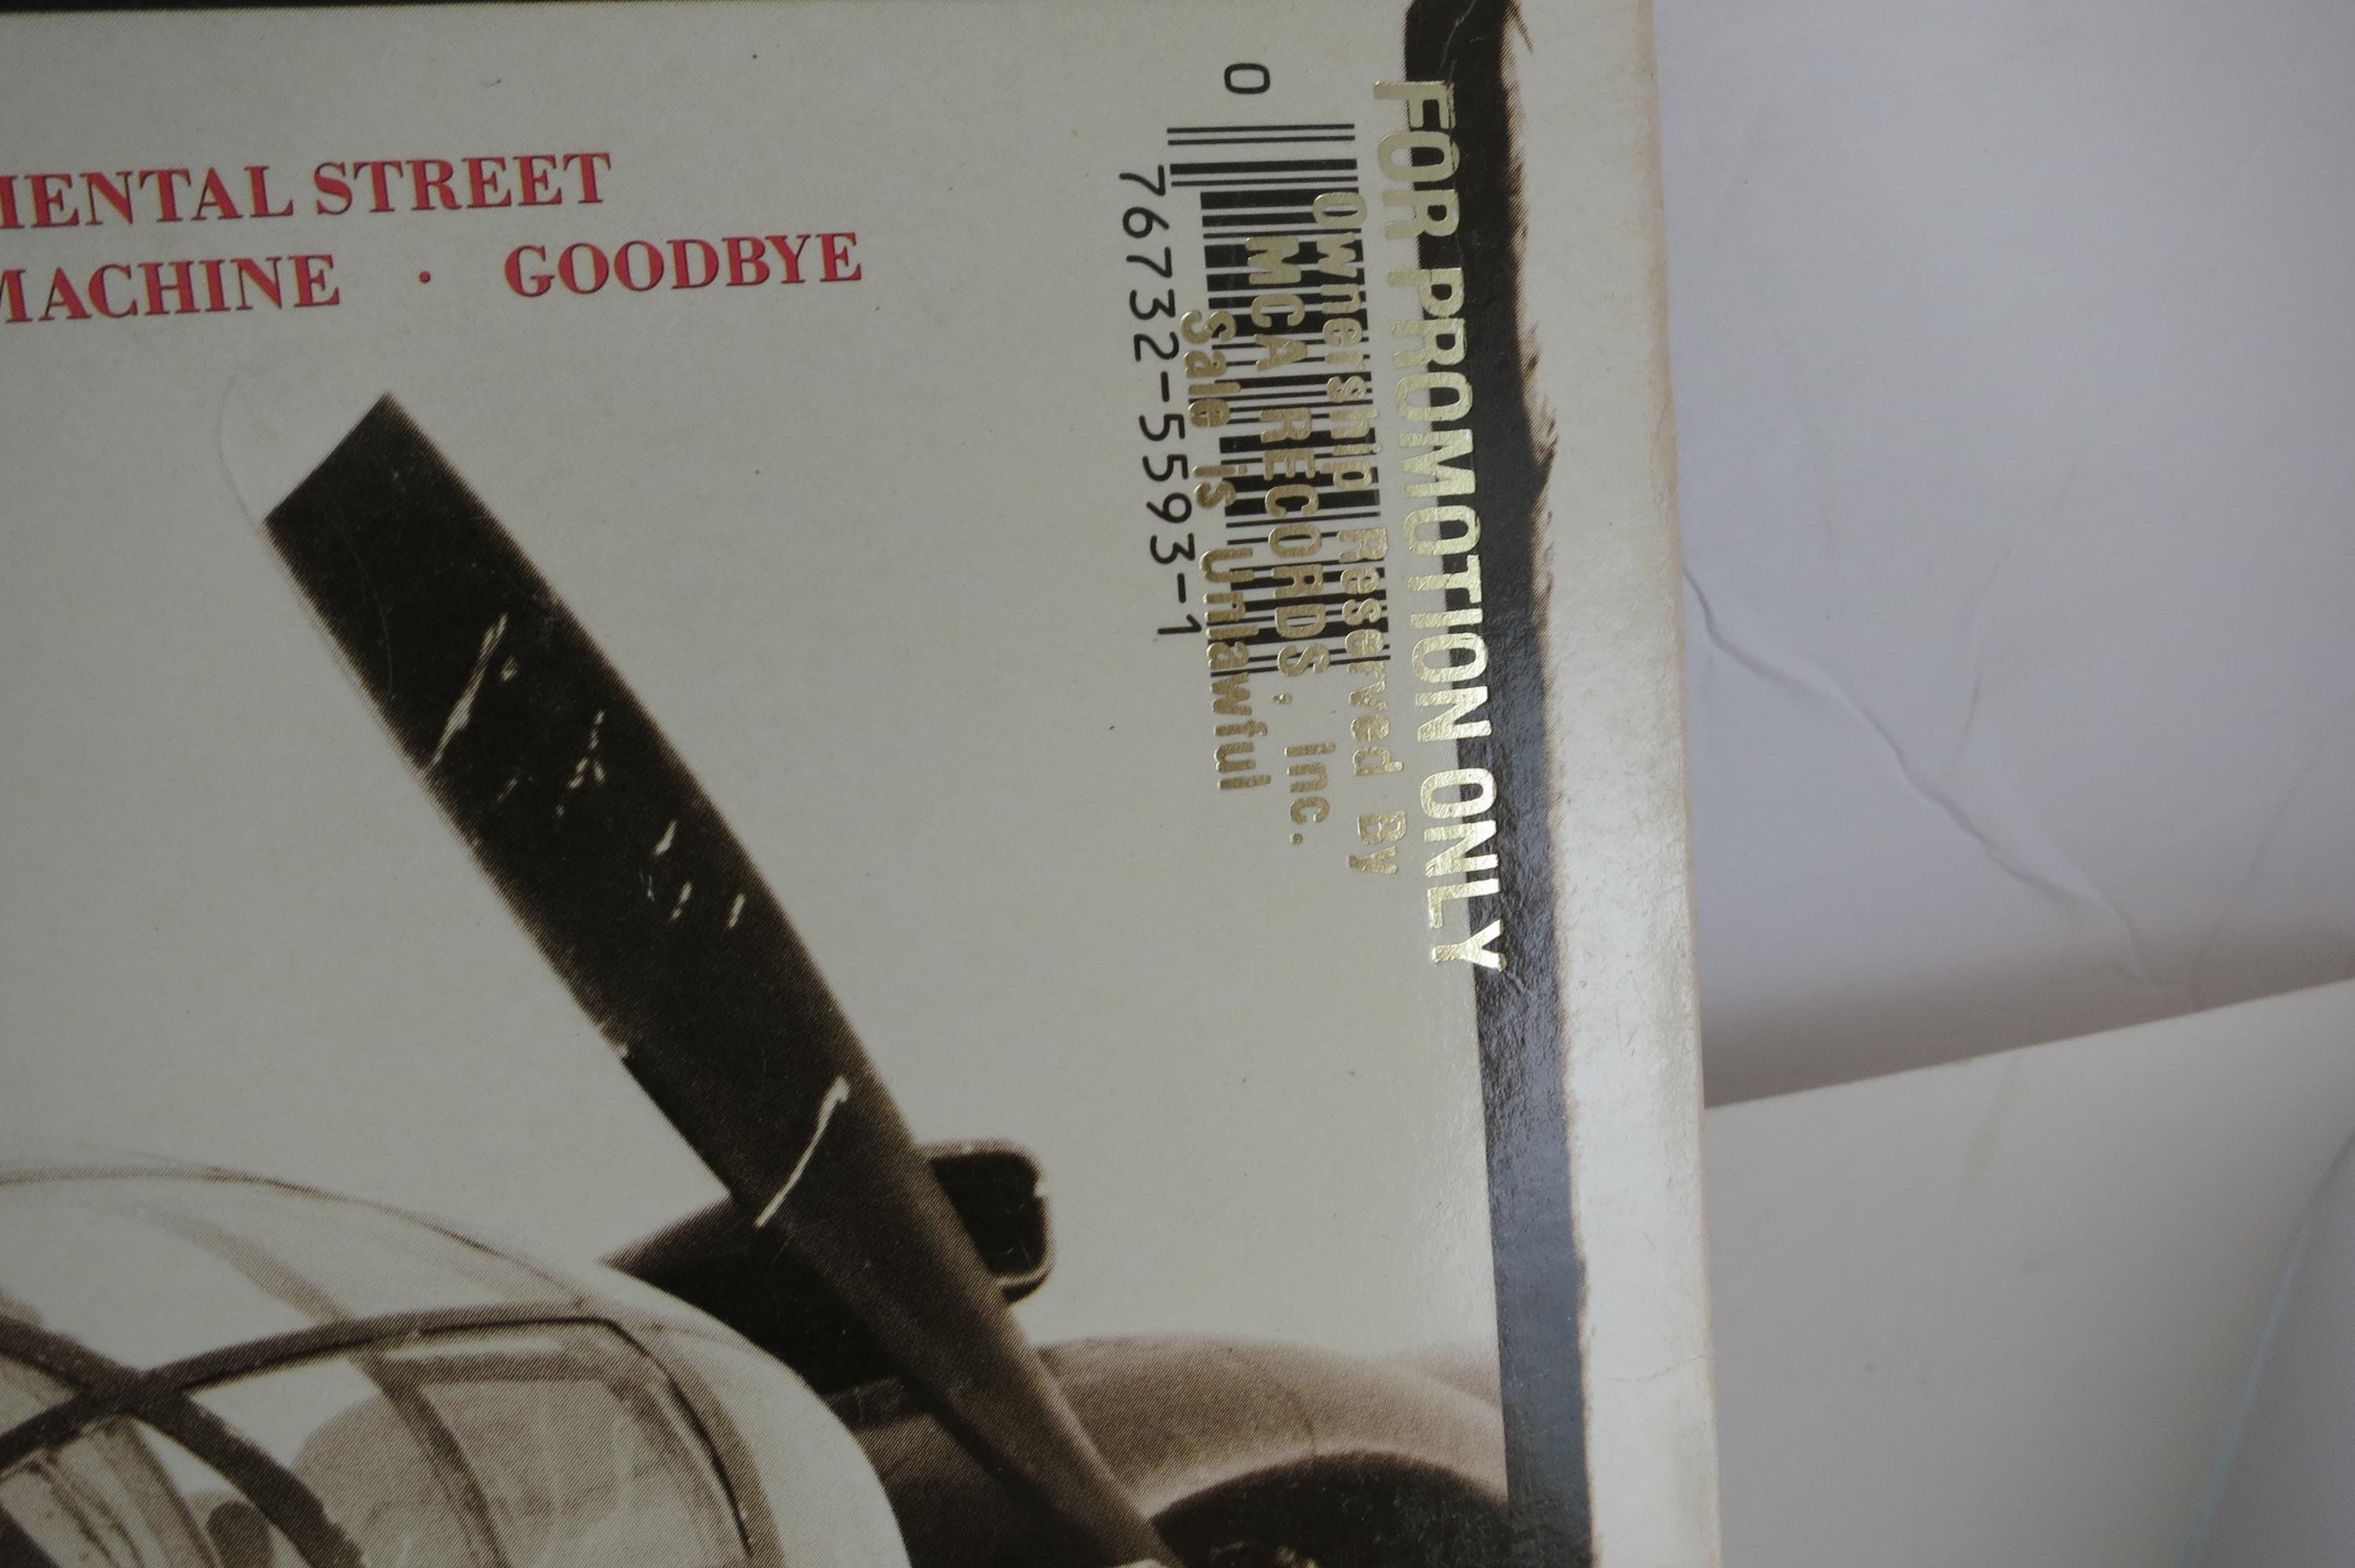 IENTAL STREET
MACHINE · GOODBYE
FOR PROMOTION ONLY
Ownership Reserved By
MCA RECORDS, Inc.
Sale is Unlawful
0
76732-5593-1